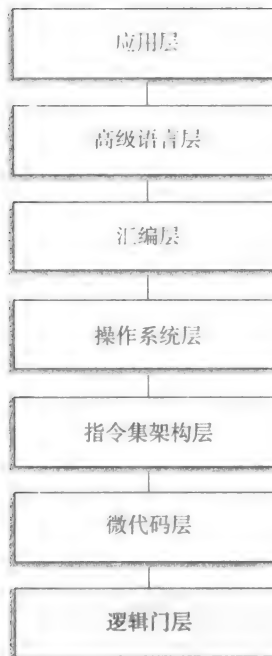 应用层
高级语言层
汇编层
操作系统层
指令集架构层
微代码层
逻辑门层